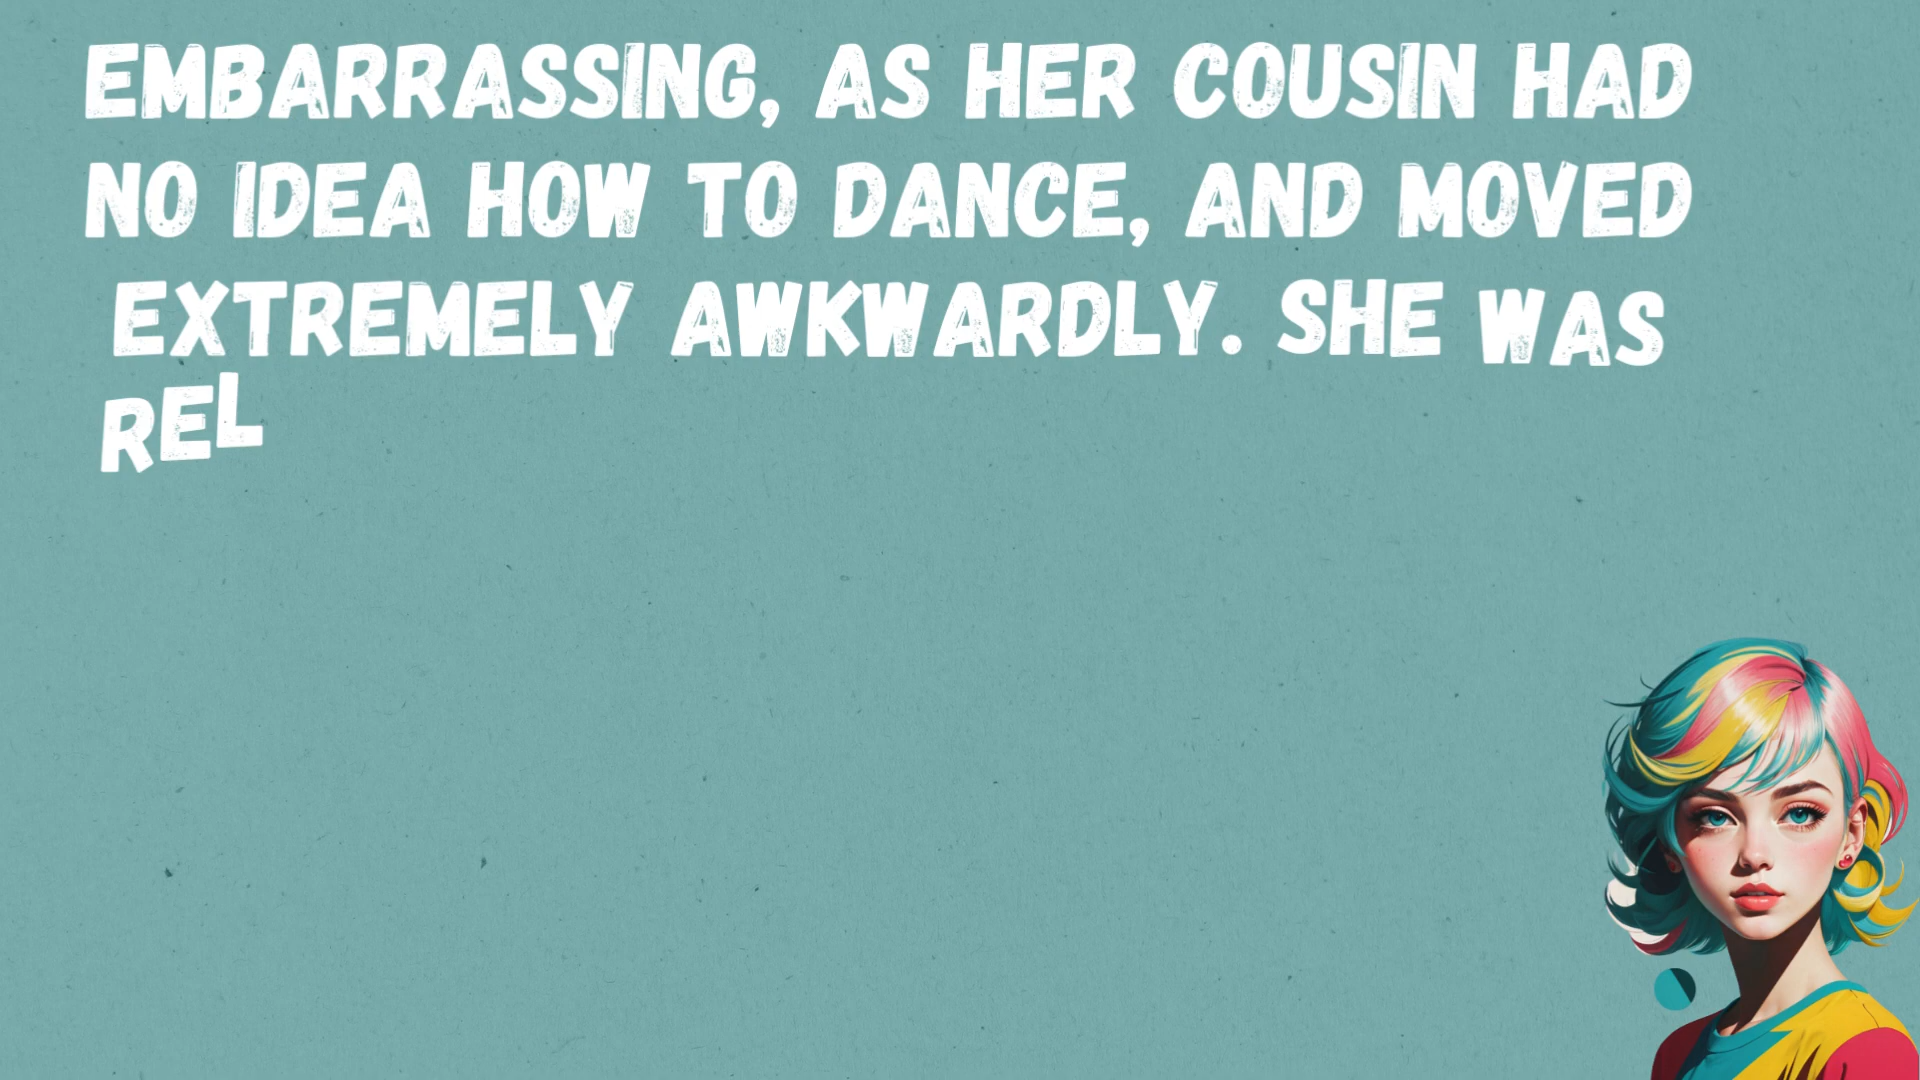 EMBARRASSING, AS HER COUSIN HAD
NO IDEA HOW TO DANCE, AND MOVED
EXTREMELY AWKWARDLY. SHE WAS
REL